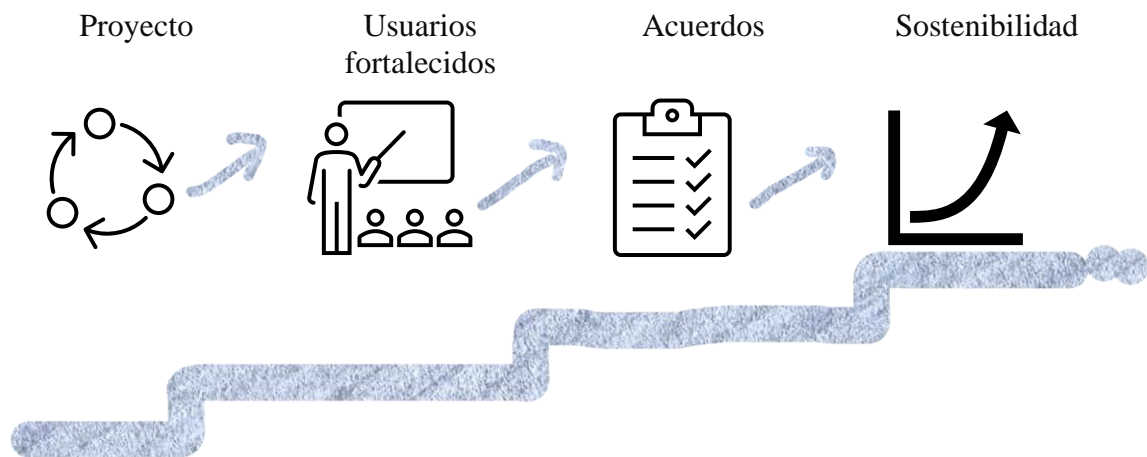 Proyecto
Usuarios
fortalecidos
Acuerdos
Sostenibilidad